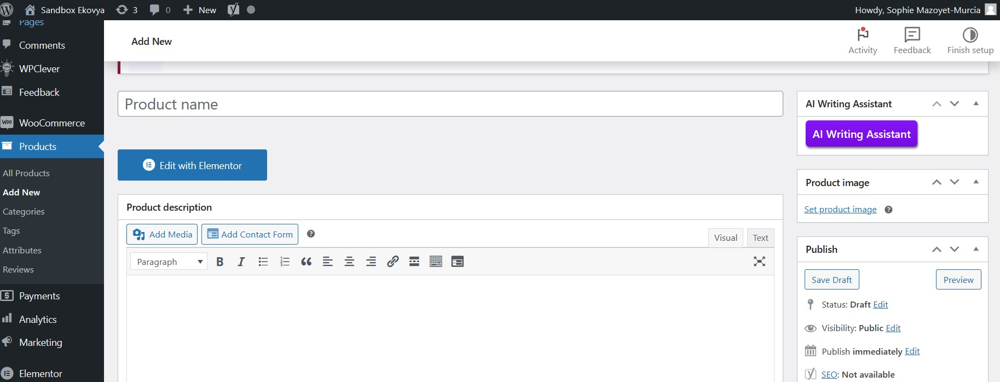 Sandbox Ekovya 3 0 New Howdy, Sophie Mazoyet-Murcia
Pages
Comments
WPClever
Feedback
WOO WooCommerce
Products
All Products
Add New
Categories
Tags
Attributes
Reviews
Payments
Analytics
Marketing
Elementor
Add New
Activity Feedback Finish setup
Product name
Edit with Elementor
Product description
Add Media Add Contact Form ? Visual Text
Paragraph B I
AI Writing Assistant
AI Writing Assistant
Product image
Set product image ?
Publish
Save Draft Preview
Status: Draft Edit
Visibility: Public Edit
Publish immediately Edit
SEO: Not available